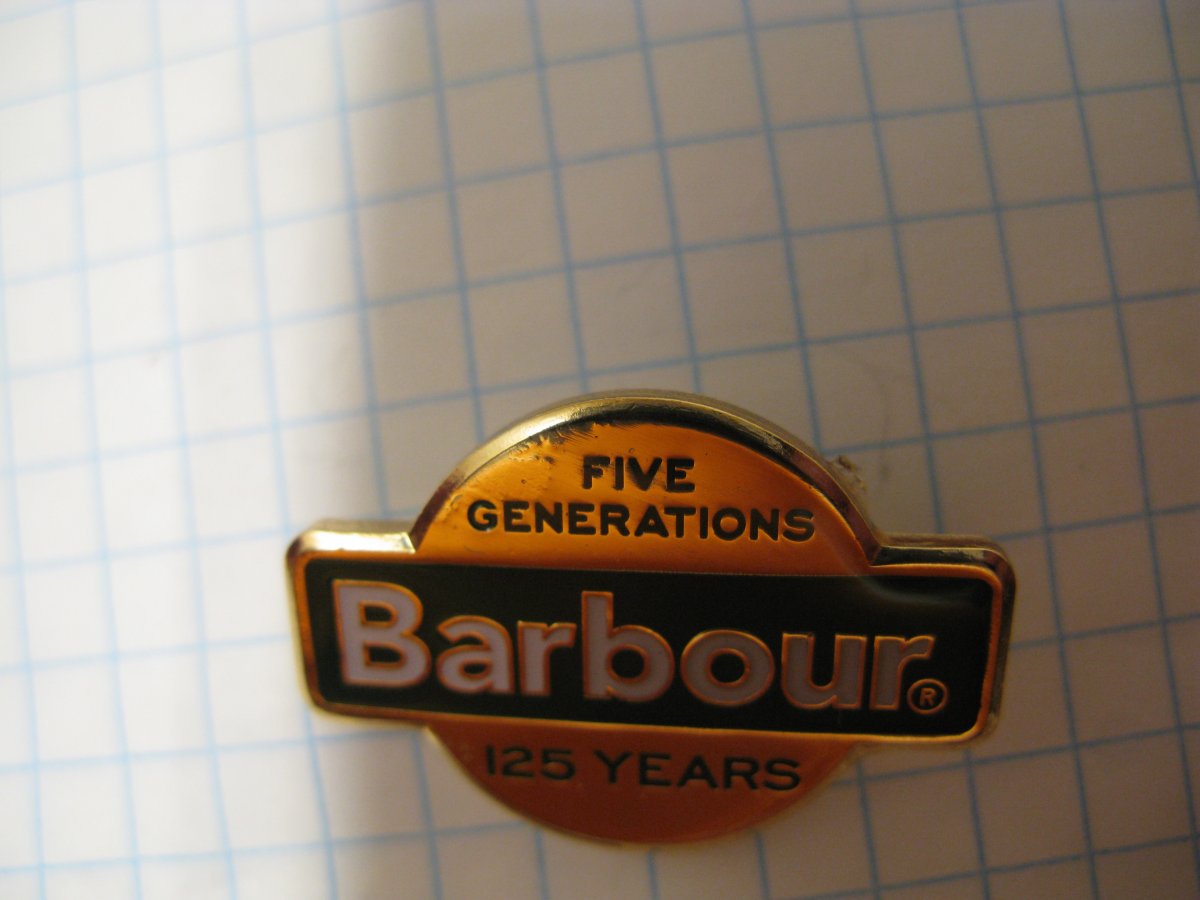 FIVE
GENERATIONS
Barbour®
125 YEARS